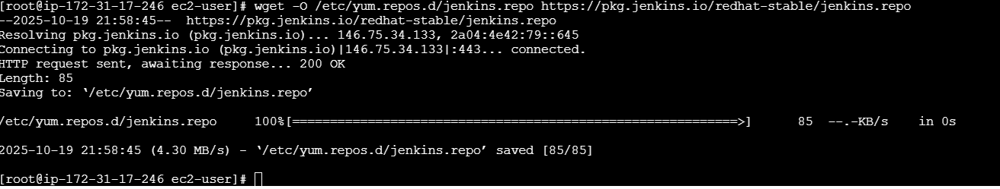 [root@ip-172-31-17-246 ec2-user]# wget -O /etc/yum.repos.d/jenkins.repo https://pkg.jenkins.io/redhat-stable/jenkins.repo
--2025-10-19 21:58:45--  https://pkg.jenkins.io/redhat-stable/jenkins.repo
Resolving pkg.jenkins.io (pkg.jenkins.io)... 146.75.34.133, 2a04:4e42:79::645
Connecting to pkg.jenkins.io (pkg.jenkins.io)|146.75.34.133|:443... connected.
HTTP request sent, awaiting response... 200 OK
Length: 85
Saving to: ‘/etc/yum.repos.d/jenkins.repo’
/etc/yum.repos.d/jenkins.repo     100%[===========================================================>]      85  --.-KB/s    in 0s
2025-10-19 21:58:45 (4.30 MB/s) - ‘/etc/yum.repos.d/jenkins.repo’ saved [85/85]
[root@ip-172-31-17-246 ec2-user]#